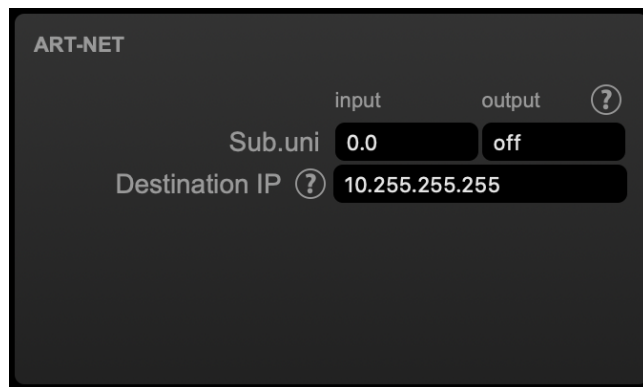 ART-NET
input output ?
Sub.uni 0.0 off
Destination IP ? 10.255.255.255